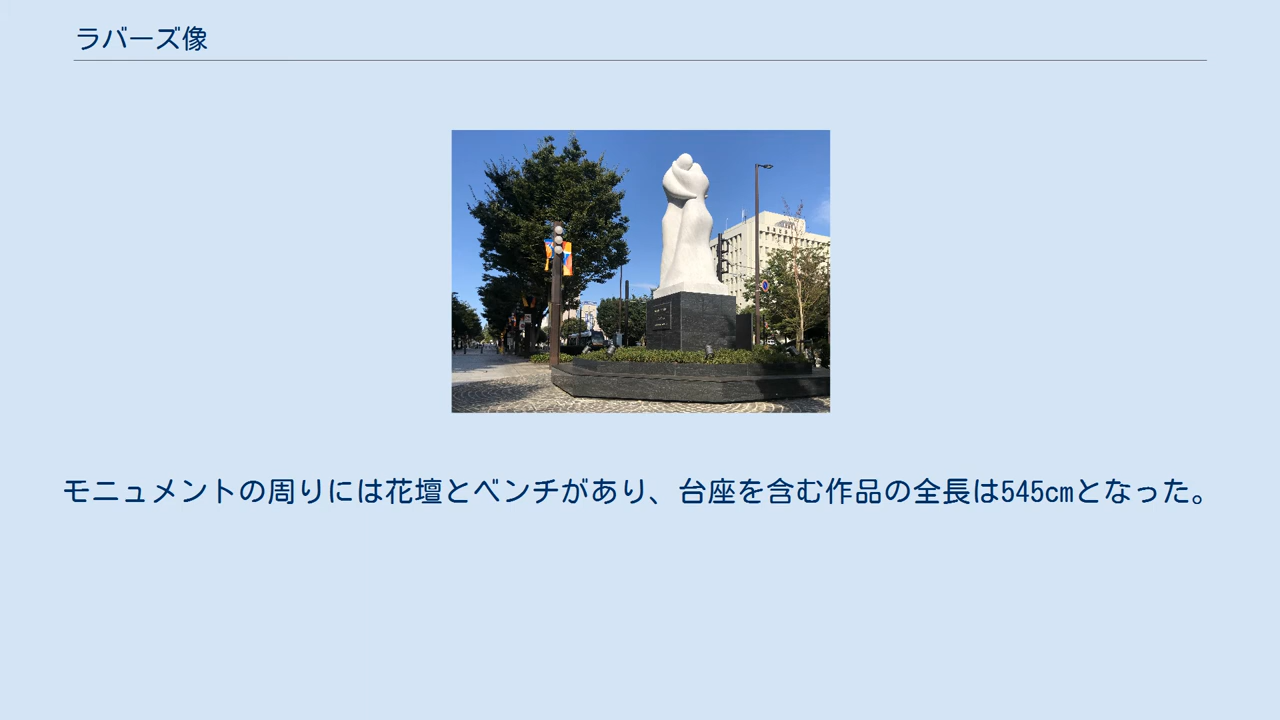 ラバーズ像
モニュメントの周りには花壇とベンチがあり、台座を含む作品の全長は545cmとなった。